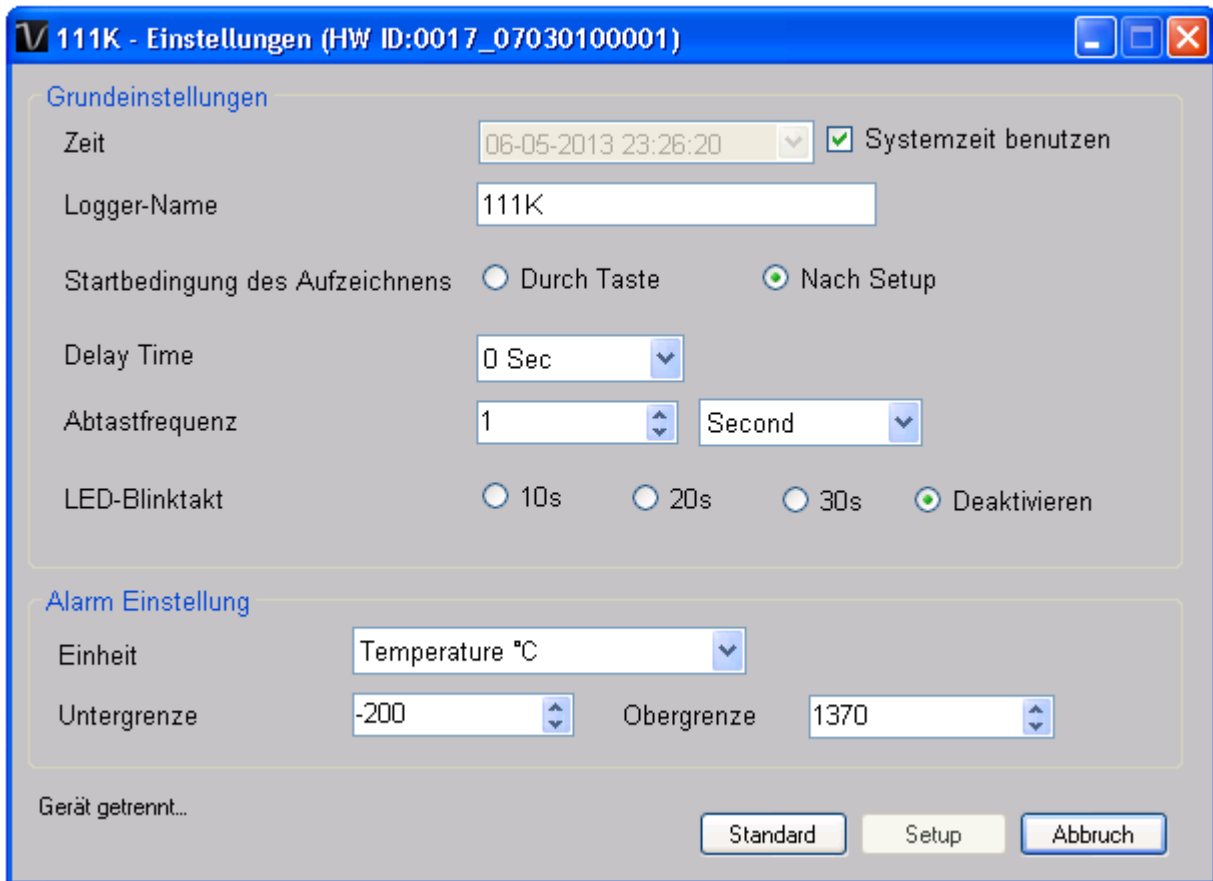 111K - Einstellungen (HW ID:0017_07030100001)
Grundeinstellungen
Zeit 06-05-2013 23:26:20 Systemzeit benutzen
Logger-Name 111K
Startbedingung des Aufzeichnens Durch Taste Nach Setup
Delay Time 0 Sec
Abtastfrequenz 1 Second
LED-Blinktakt 10s 20s 30s Deaktivieren
Alarm Einstellung
Einheit Temperature °C
Untergrenze -200 Obergrenze 1370
Gerät getrennt...
Standard Setup Abbruch